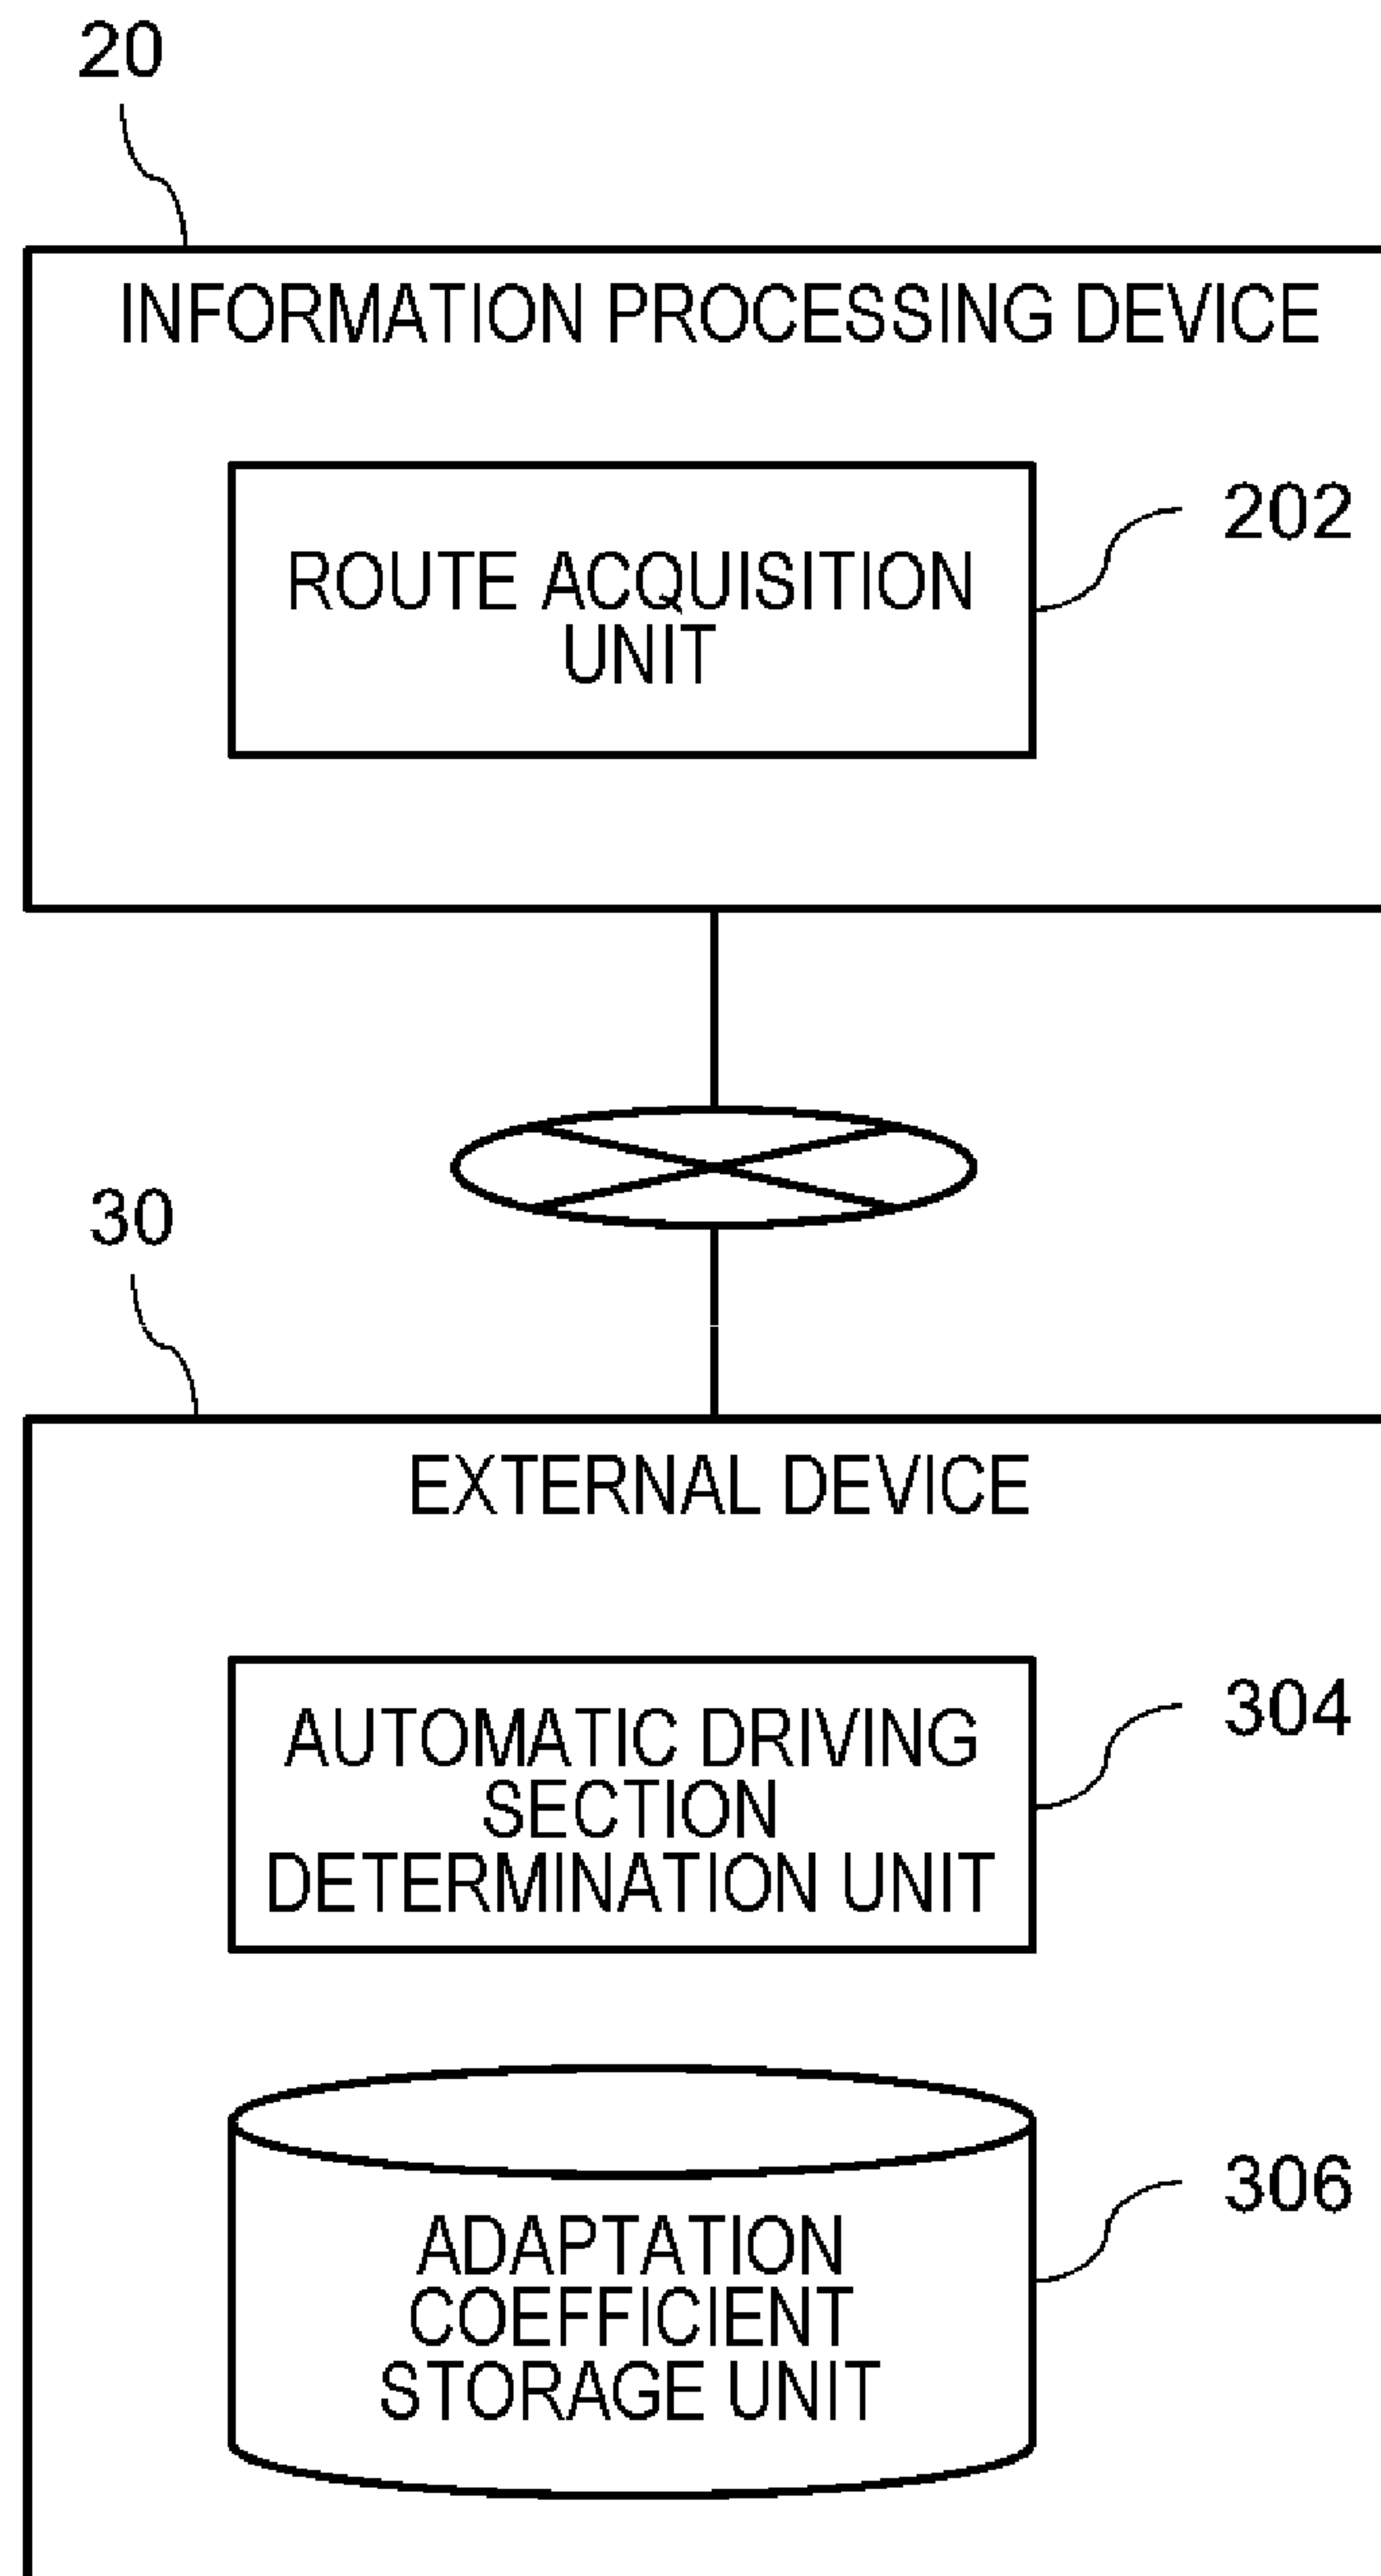 20
INFORMATION PROCESSING DEVICE
202
ROUTE ACQUISITION
UNIT
30
EXTERNAL DEVICE
304
AUTOMATIC DRIVING
SECTION
DETERMINATION UNIT
306
ADAPTATION
COEFFICIENT
STORAGE UNIT